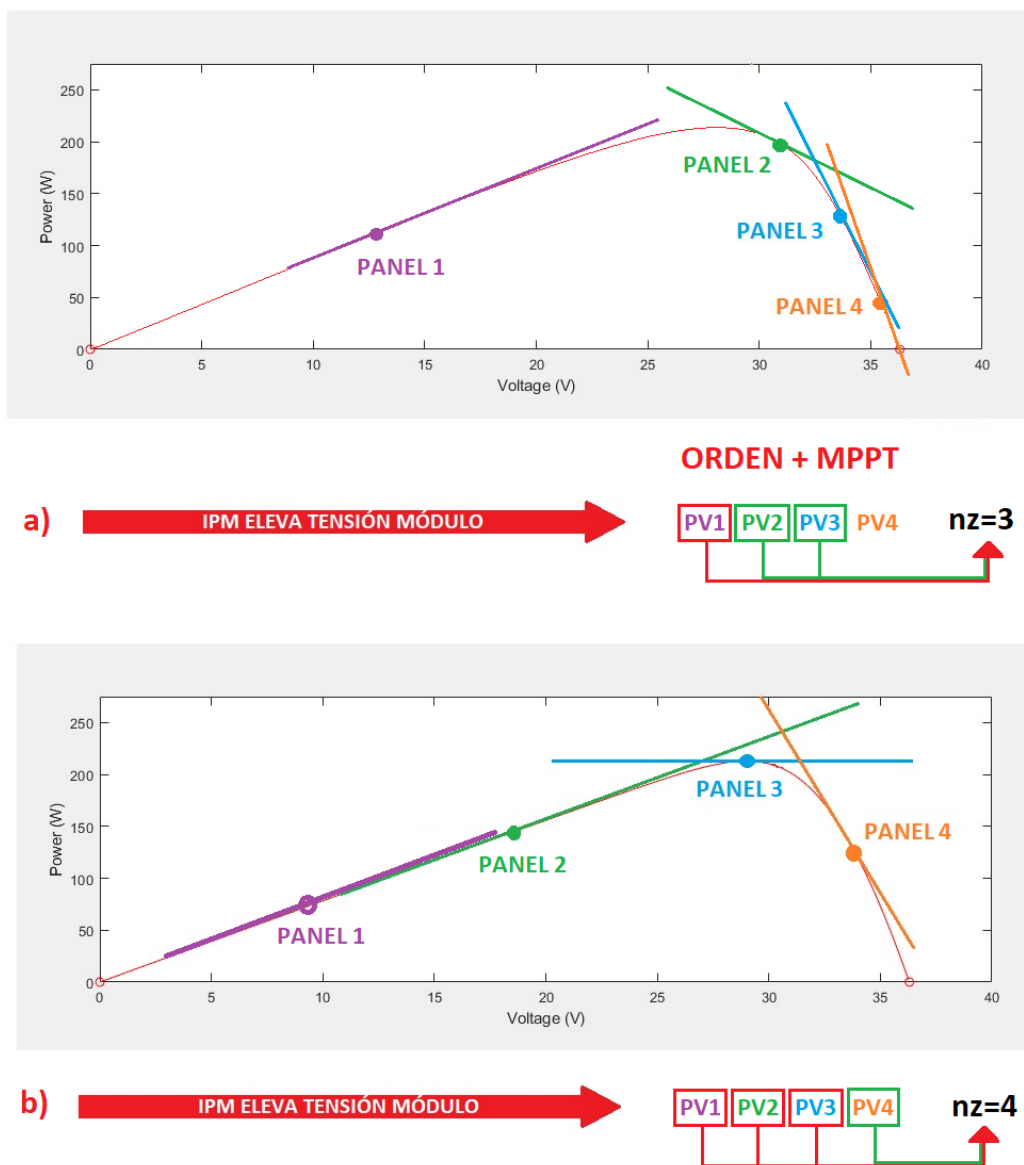 250
200
150
100
50
0
Power (W)
PANEL 1
PANEL 2
PANEL 3
PANEL 4
0 5 10 15 20 25 30 35 40
Voltage (V)
ORDEN + MPPT
a) IPM ELEVA TENSIÓN MÓDULO PV1 PV2 PV3 PV4 nz=3
250
200
150
100
50
0
Power (W)
PANEL 3
PANEL 4
PANEL 2
PANEL 1
0 5 10 15 20 25 30 35 40
Voltage (V)
b) IPM ELEVA TENSIÓN MÓDULO PV1 PV2 PV3 PV4 nz=4